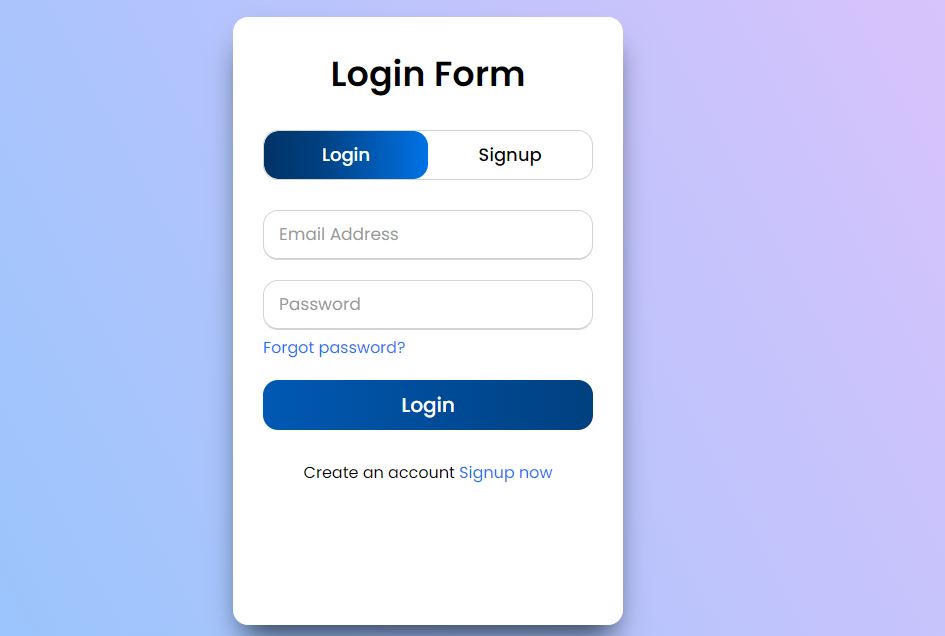 Login Form
Login Signup
Email Address
Password
Forgot password?
Login
Create an account Signup now